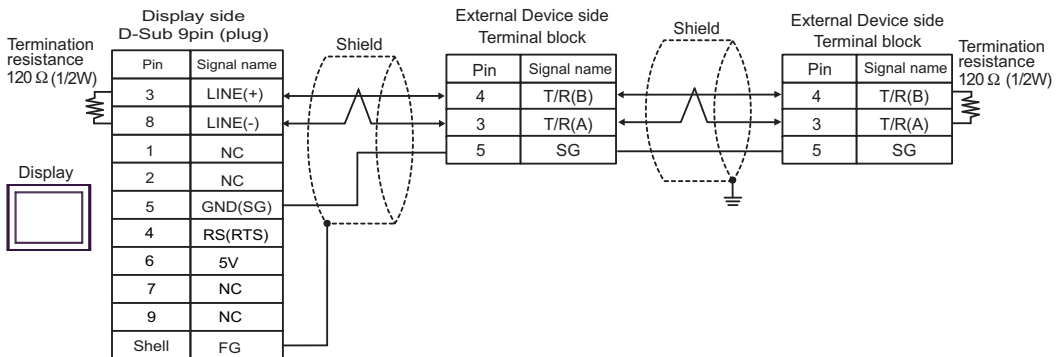 Display side
D-Sub 9pin (plug)
Termination
resistance
120 Ω (1/2W)
Pin Signal name
3 LINE(+)
8 LINE(-)
1 NC
2 NC
5 GND(SG)
4 RS(RTS)
6 5V
7 NC
9 NC
Shell FG
Display
Shield
External Device side
Terminal block
Pin Signal name
4 T/R(B)
3 T/R(A)
5 SG
Shield
External Device side
Terminal block
Pin Signal name
4 T/R(B)
3 T/R(A)
5 SG
Termination
resistance
120 Ω (1/2W)